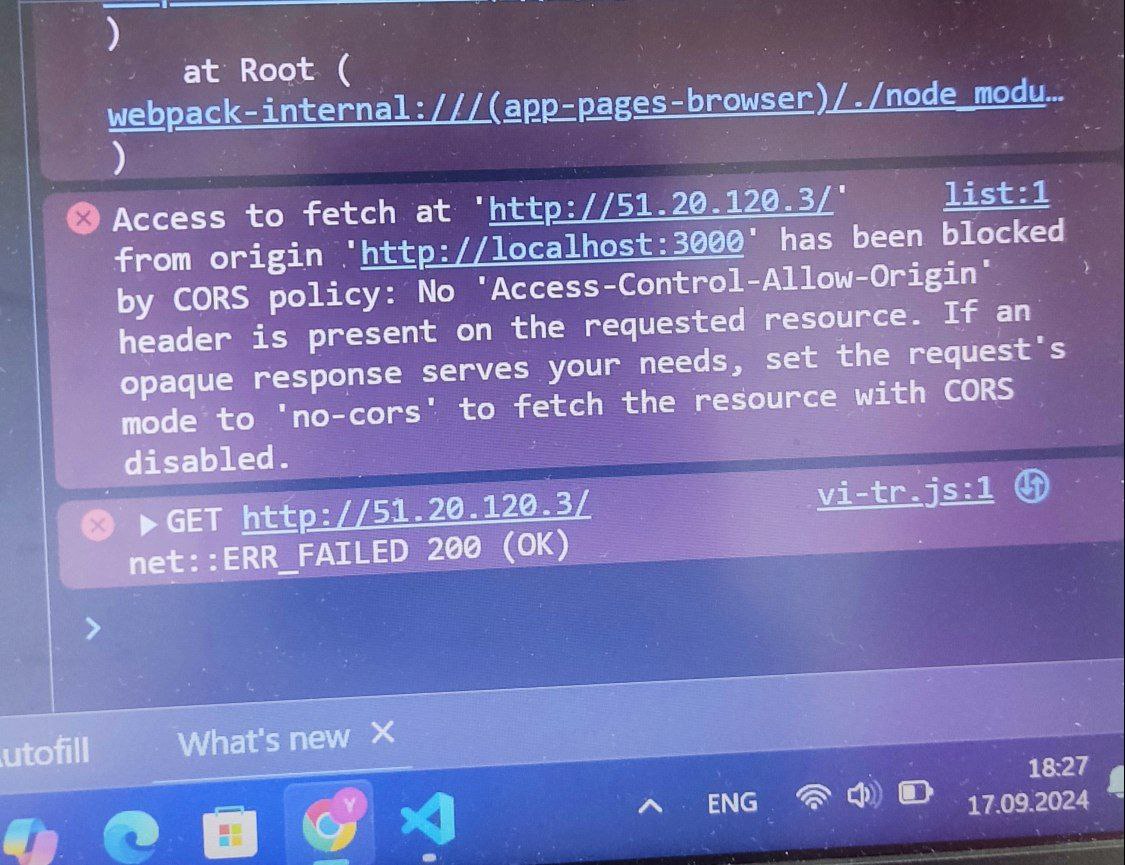 )
at Root (
webpack-internal:///(app-pages-browser)/./node_modu…
)
Access to fetch at 'http://51.20.120.3/' list:1
from origin 'http://localhost:3000' has been blocked
by CORS policy: No 'Access-Control-Allow-Origin'
header is present on the requested resource. If an
opaque response serves your needs, set the request's
mode to 'no-cors' to fetch the resource with CORS
disabled.
GET http://51.20.120.3/ vi-tr.js:1
net::ERR_FAILED 200 (OK)
utofill What's new
Y
ENG 18:27
17.09.2024